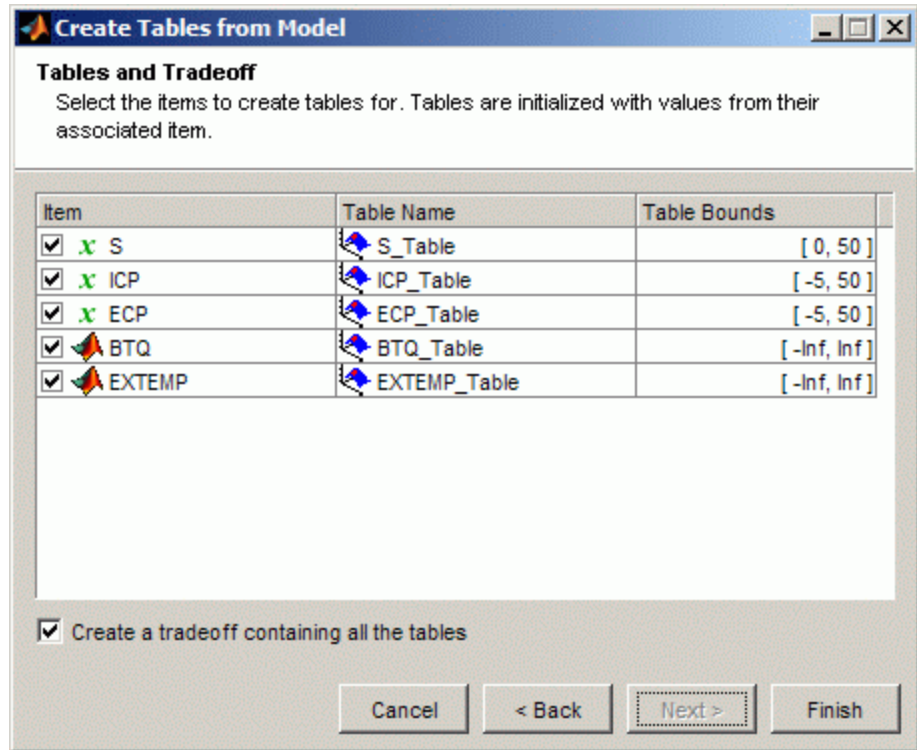 Create Tables from Model
Tables and Tradeoff
Select the items to create tables for. Tables are initialized with values from their
associated item.
Item Table Name Table Bounds
x S S_Table [ 0, 50 ]
x ICP ICP_Table [ -5, 50 ]
x ECP ECP_Table [ -5, 50 ]
BTQ BTQ_Table [ -Inf, Inf ]
EXTEMP EXTEMP_Table [ -Inf, Inf ]
Create a tradeoff containing all the tables
Cancel < Back Next > Finish